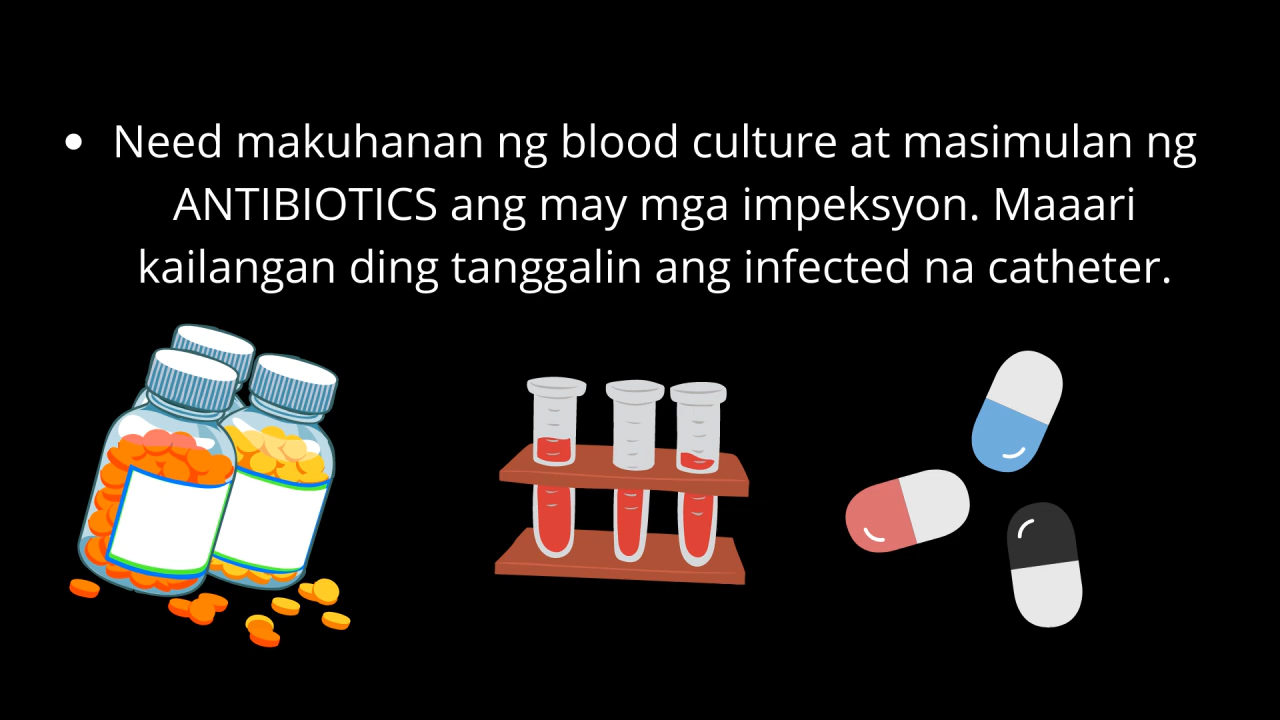 • Need makuhanan ng blood culture at masimulan ng
ANTIBIOTICS ang may mga impeksyon. Maaari
kailangan ding tanggalin ang infected na catheter.